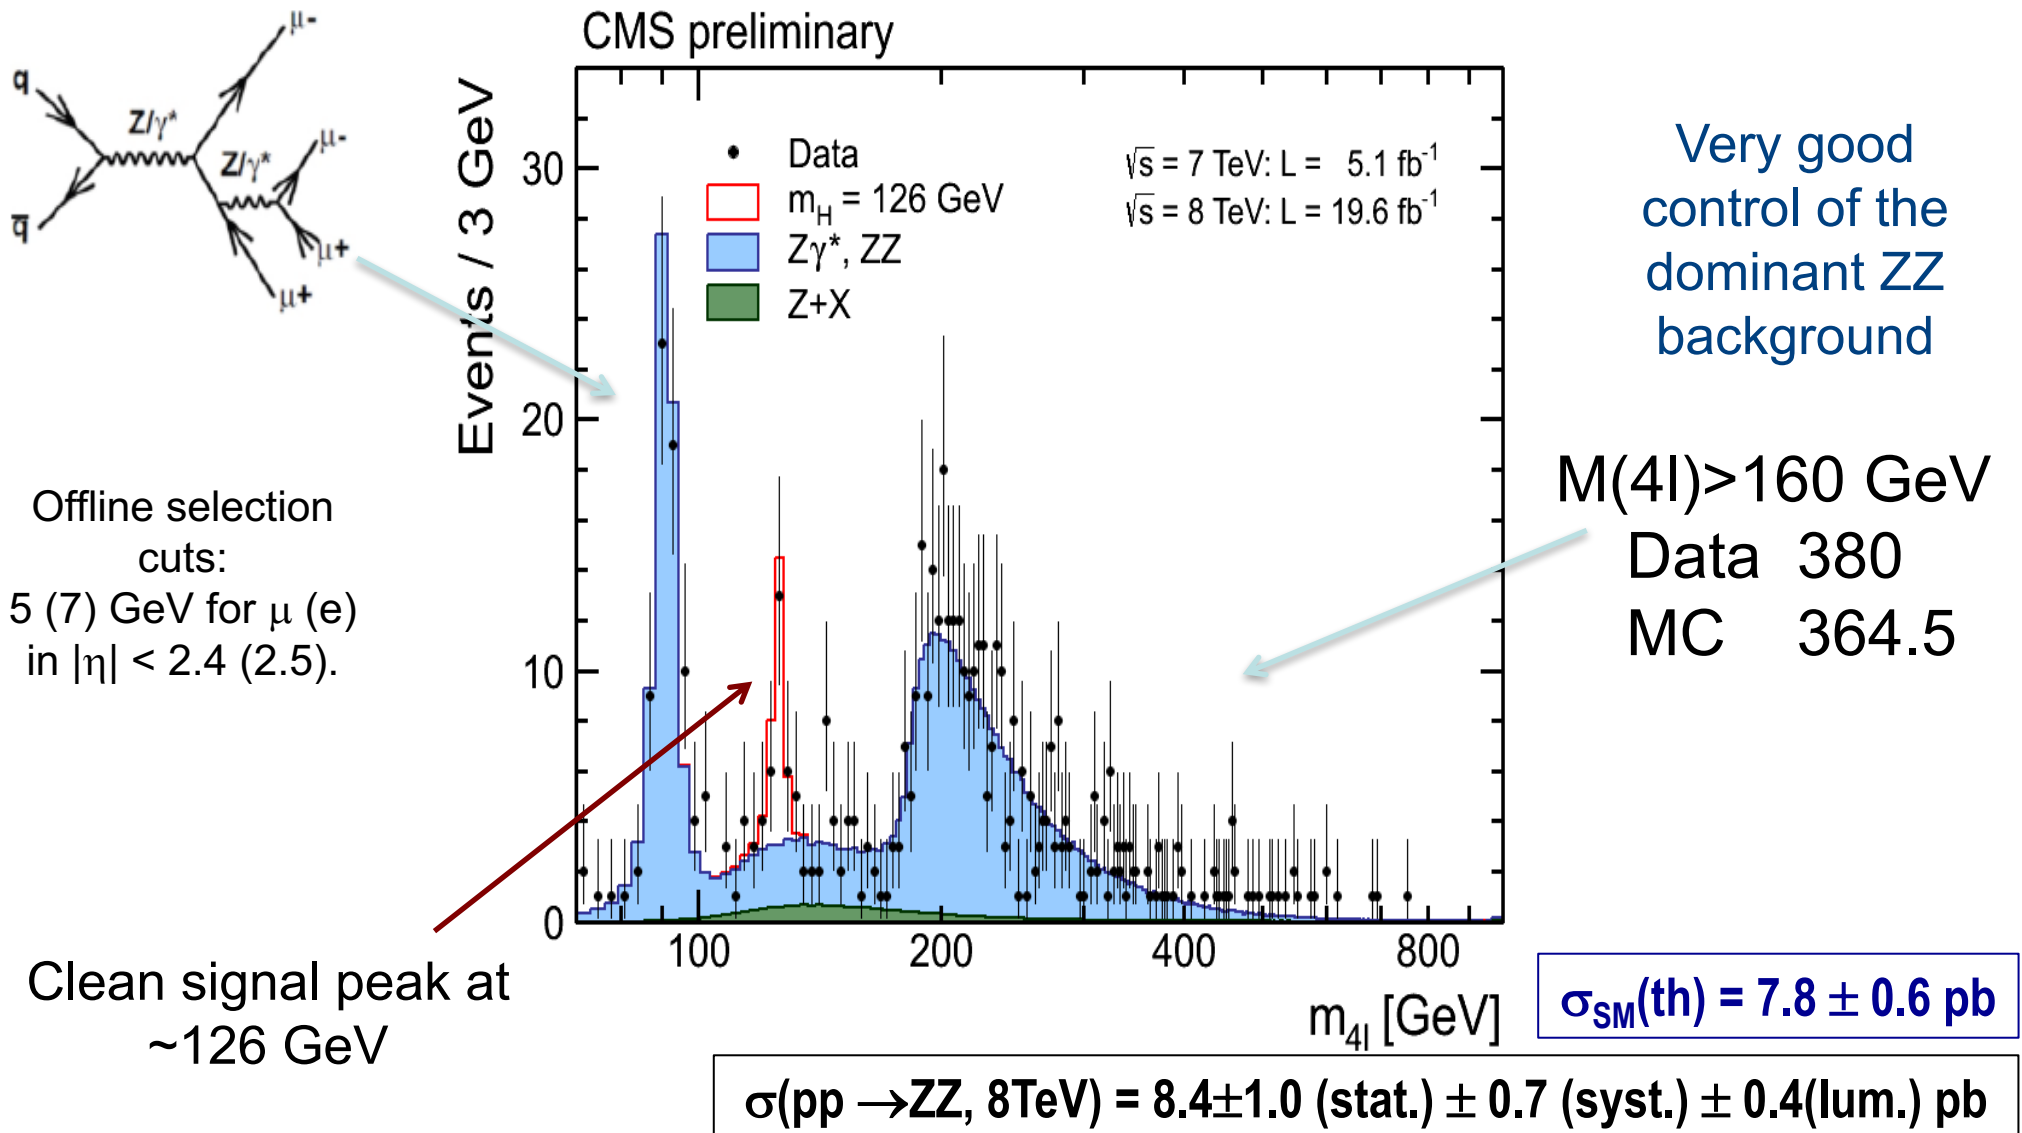 CMS preliminary
q
q̅
Z/γ*
Z/γ*
μ-
μ-
μ+
μ+
Events / 3 GeV
30
20
10
0
Data
m_H = 126 GeV
Zγ*, ZZ
Z+X
√s = 7 TeV: L = 5.1 fb⁻¹
√s = 8 TeV: L = 19.6 fb⁻¹
100
200
400
800
m_4l [GeV]
Offline selection
cuts:
5 (7) GeV for μ (e)
in |η| < 2.4 (2.5).
Clean signal peak at
~126 GeV
Very good
control of the
dominant ZZ
background
M(4l)>160 GeV
Data 380
MC 364.5
σ_SM(th) = 7.8 ± 0.6 pb
σ(pp →ZZ, 8TeV) = 8.4±1.0 (stat.) ± 0.7 (syst.) ± 0.4(lum.) pb